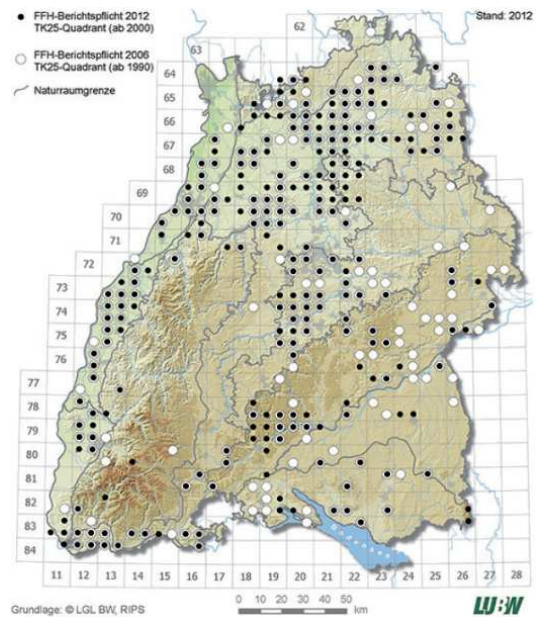 FFH-Berichtspflicht 2012
TK25-Quadrant (ab 2000)
FFH-Berichtspflicht 2006
TK25-Quadrant (ab 1990)
Naturraumgrenze
Stand: 2012
62
63
64
65
66
67
68
69
70
71
72
73
74
75
76
77
78
79
80
81
82
83
84
11 12 13 14 15 16 17 18 19 20 21 22 23 24 25 26 27 28
Grundlage: © LGL BW, RIPS
0 10 20 30 40 50
km
LUBW